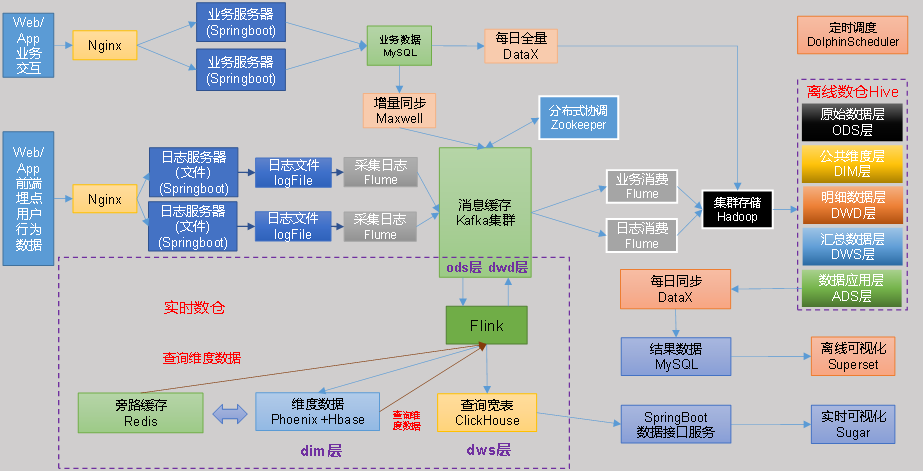 Web/
App
业务
交互
Nginx
业务服务器
(Springboot)
业务服务器
(Springboot)
业务数据
MySQL
每日全量
DataX
定时调度
DolphinScheduler
增量同步
Maxwell
分布式协调
Zookeeper
离线数仓Hive
原始数据层
ODS层
公共维度层
DIM层
明细数据层
DWD层
汇总数据层
DWS层
数据应用层
ADS层
Web/
App
前端
埋点
用户
行为
数据
Nginx
日志服务器
(文件)
(Springboot)
日志文件
logFile
采集日志
Flume
日志服务器
(文件)
(Springboot)
日志文件
logFile
采集日志
Flume
消息缓存
Kafka集群
ods层 dwd层
业务消费
Flume
日志消费
Flume
集群存储
Hadoop
每日同步
DataX
实时数仓
Flink
查询维度数据
结果数据
MySQL
离线可视化
Superset
旁路缓存
Redis
维度数据
Phoenix+Hbase
查询维
度数据
查询宽表
ClickHouse
SpringBoot
数据接口服务
实时可视化
Sugar
dim层
dws层